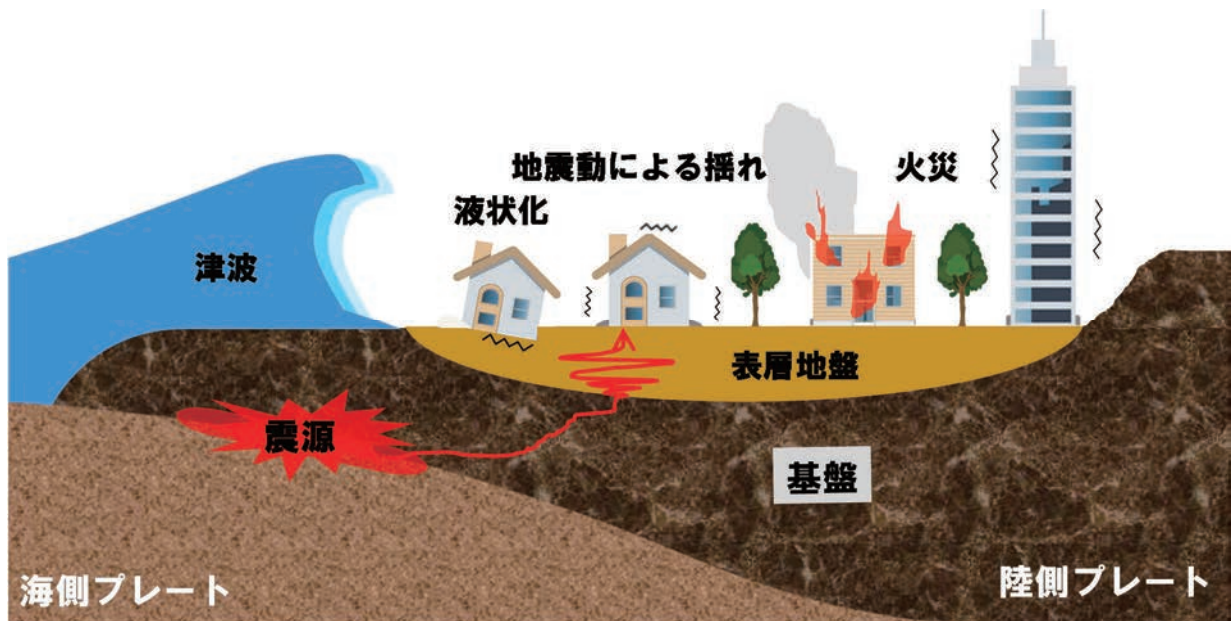 地震動による揺れ
火災
液状化
津波
表層地盤
震源
基盤
海側プレート
陸側プレート